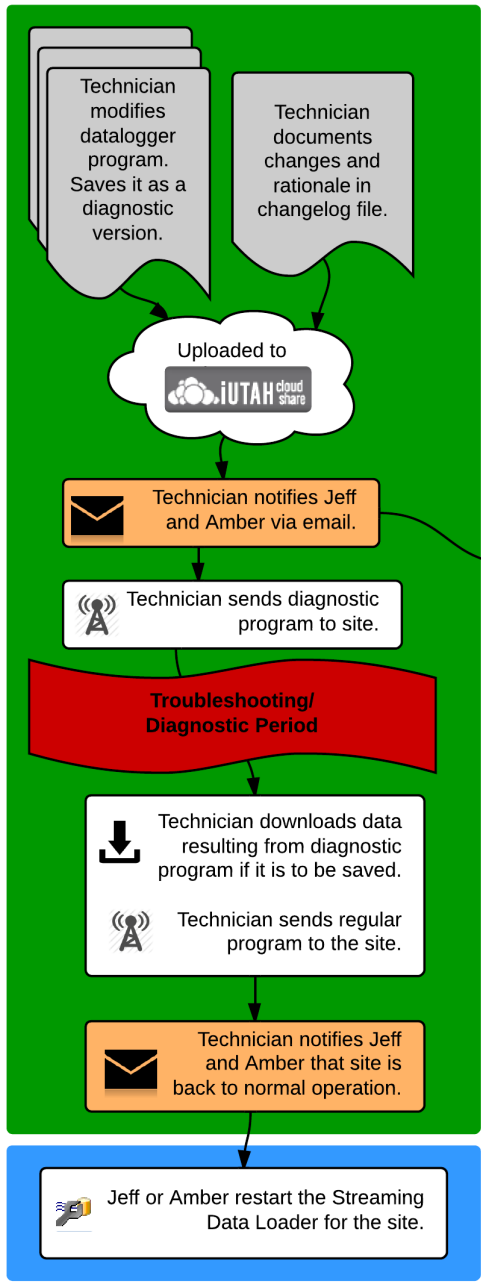 Technician
modifies
datalogger
program.
Saves it as a
diagnostic
version.
Technician
documents
changes and
rationale in
changelog file.
Uploaded to
iUTAH cloud
share
Technician notifies Jeff
and Amber via email.
Technician sends diagnostic
program to site.
Troubleshooting/
Diagnostic Period
Technician downloads data
resulting from diagnostic
program if it is to be saved.
Technician sends regular
program to the site.
Technician notifies Jeff
and Amber that site is
back to normal operation.
Jeff or Amber restart the Streaming
Data Loader for the site.